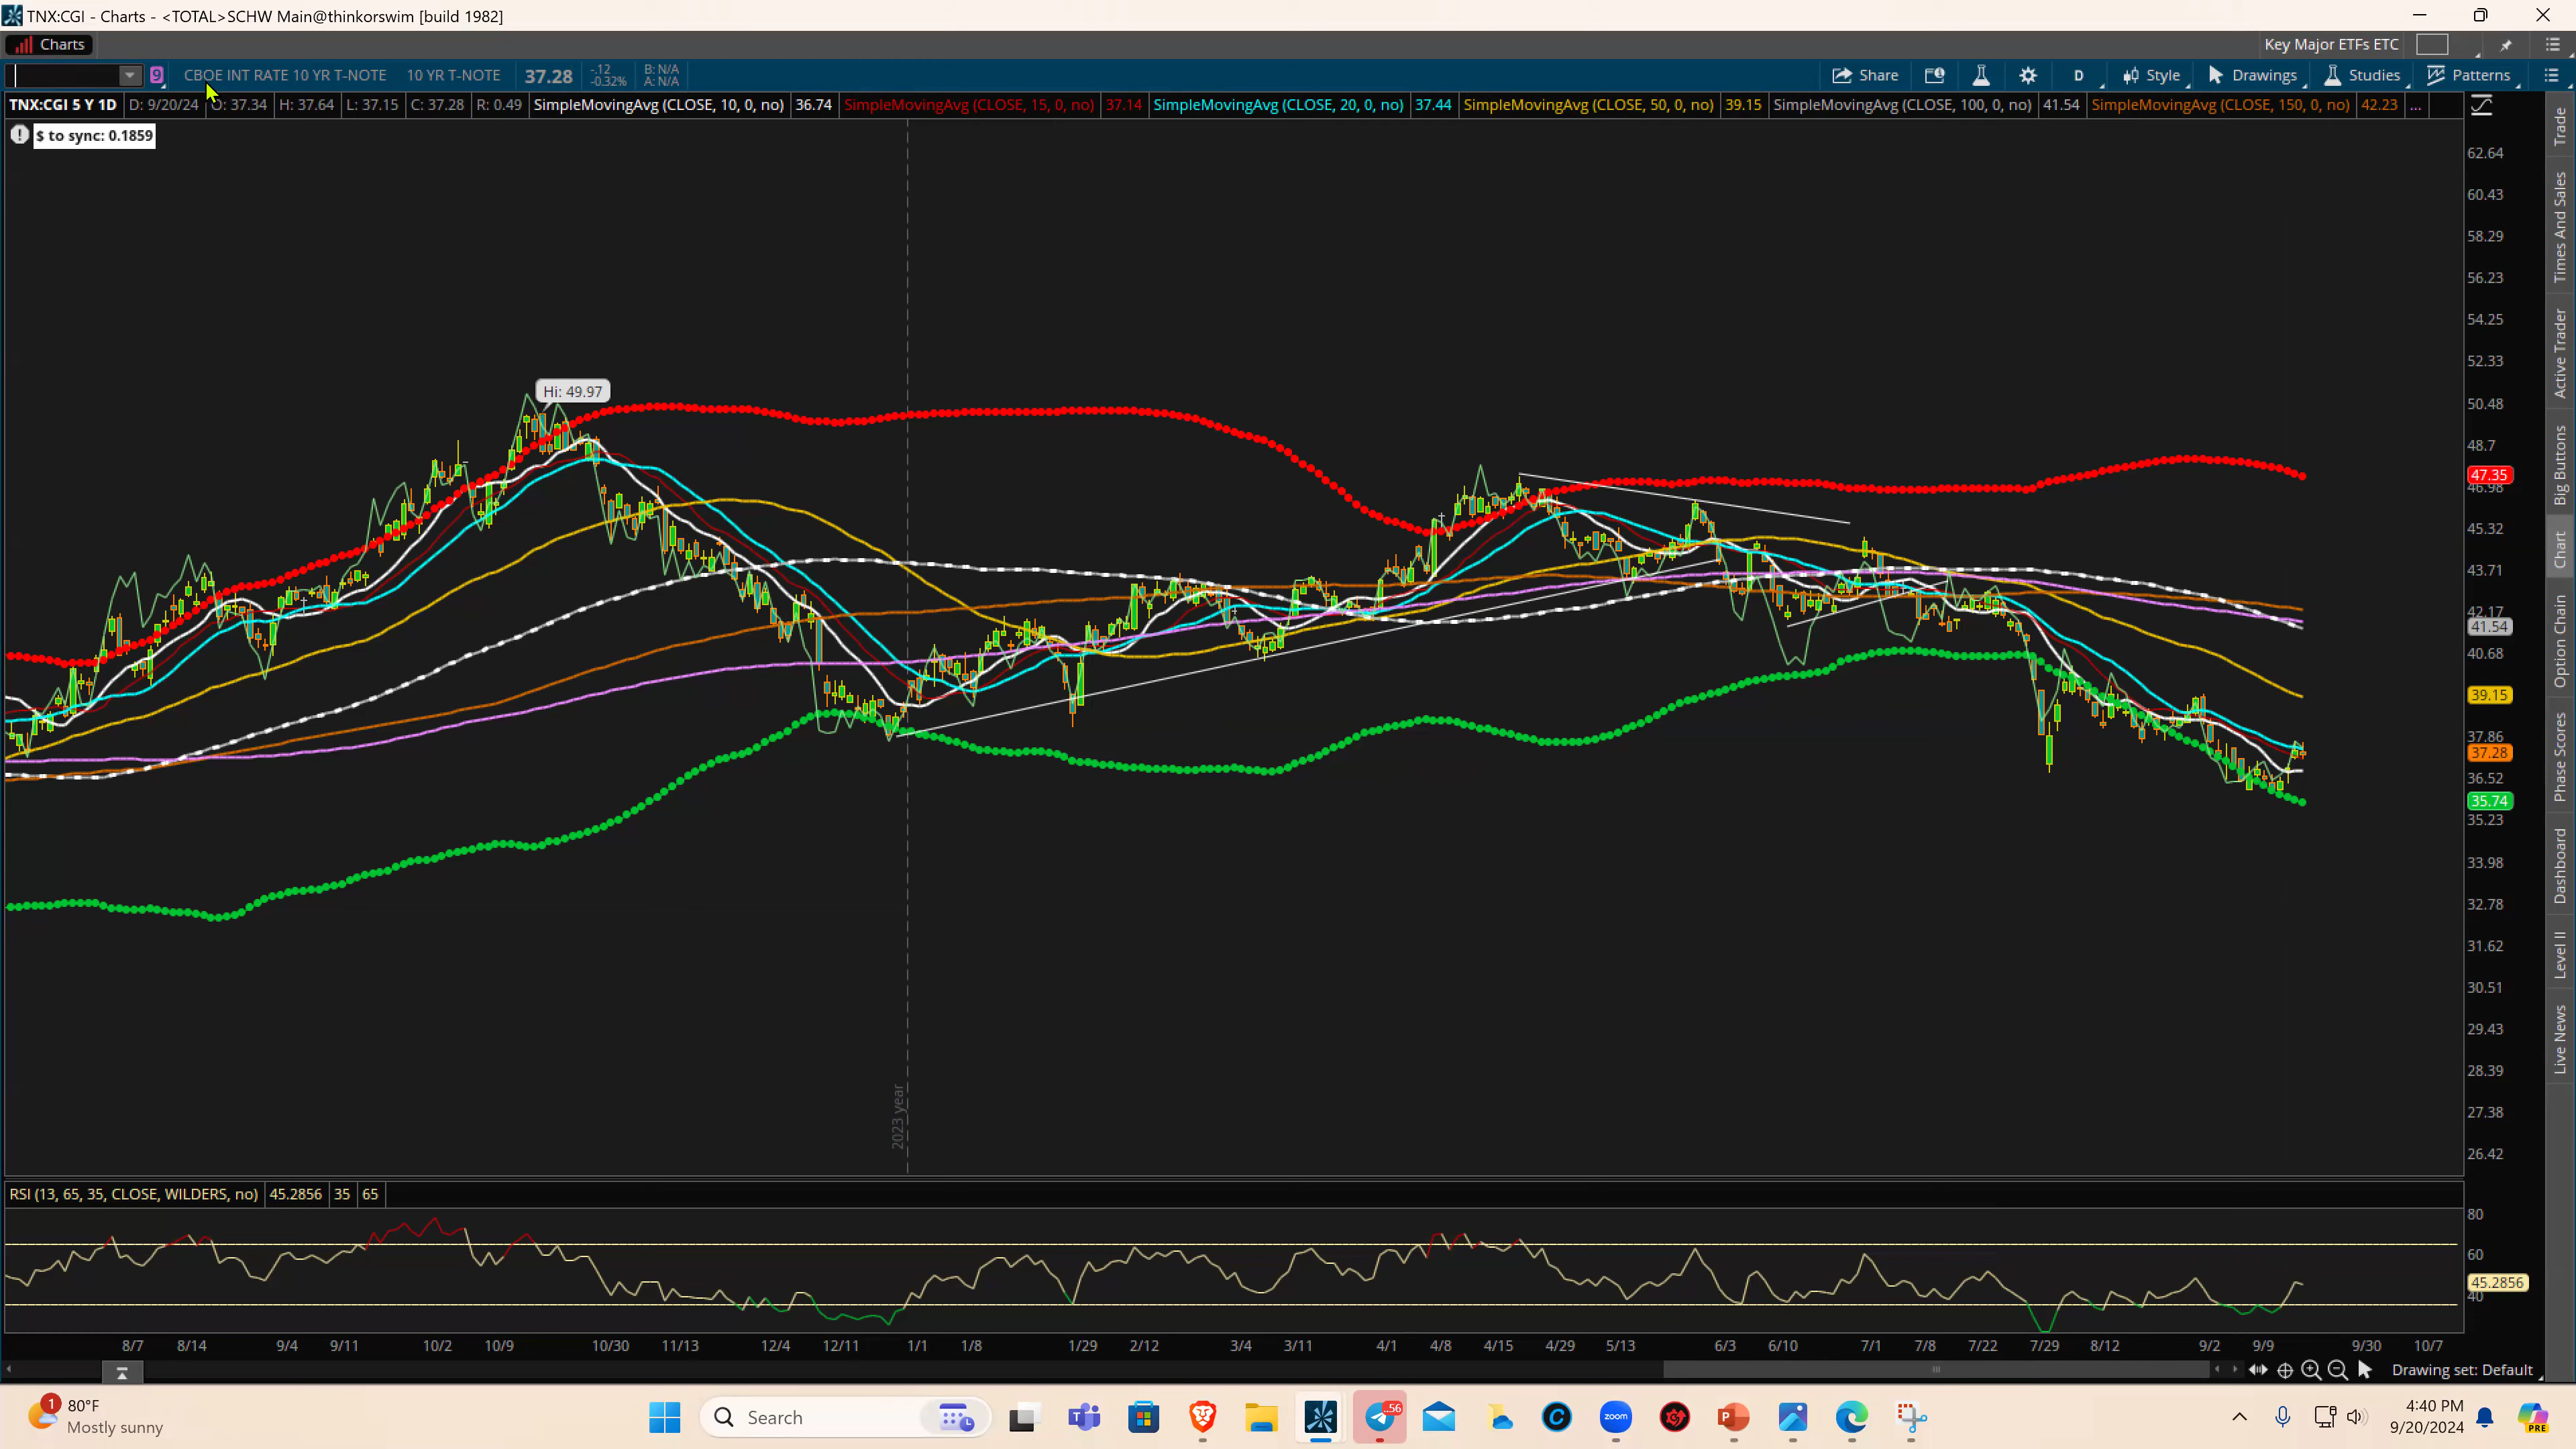 TNX:CGI - Charts - <TOTAL>SCHW Main@thinkorswim [build 1982]
Charts
Key Major ETFs ETC
9 CBOE INT RATE 10 YR T-NOTE 10 YR T-NOTE 37.28 -.12 -0.32% B: N/A A: N/A
Share D Style Drawings Studies Patterns
TNX:CGI 5 Y 1D D: 9/20/24 O: 37.34 H: 37.64 L: 37.15 C: 37.28 R: 0.49 SimpleMovingAvg (CLOSE, 10, 0, no) 36.74 SimpleMovingAvg (CLOSE, 15, 0, no) 37.14 SimpleMovingAvg (CLOSE, 20, 0, no) 37.44 SimpleMovingAvg (CLOSE, 50, 0, no) 39.15 SimpleMovingAvg (CLOSE, 100, 0, no) 41.54 SimpleMovingAvg (CLOSE, 150, 0, no) 42.23 ...
$ to sync: 0.1859
Hi: 49.97
2023 year
62.64
60.43
58.29
56.23
54.25
52.33
50.48
48.7
47.35
46.98
45.32
43.71
42.17
41.54
40.68
39.15
37.86
37.28
36.52
35.74
35.23
33.98
32.78
31.62
30.51
29.43
28.39
27.38
26.42
Trade
Times And Sales
Active Trader
Big Buttons
Chart
Option Chain
Phase Scores
Dashboard
Level II
Live News
RSI (13, 65, 35, CLOSE, WILDERS, no) 45.2856 35 65
80
60
45.2856
40
8/7 8/14 9/4 9/11 10/2 10/9 10/30 11/13 12/4 12/11 1/1 1/8 1/29 2/12 3/4 3/11 4/1 4/8 4/15 4/29 5/13 6/3 6/10 7/1 7/8 7/22 7/29 8/12 9/2 9/9 9/30 10/7
Drawing set: Default
1 80°F
Mostly sunny
Search
.56
zoom
4:40 PM
9/20/2024
PRE